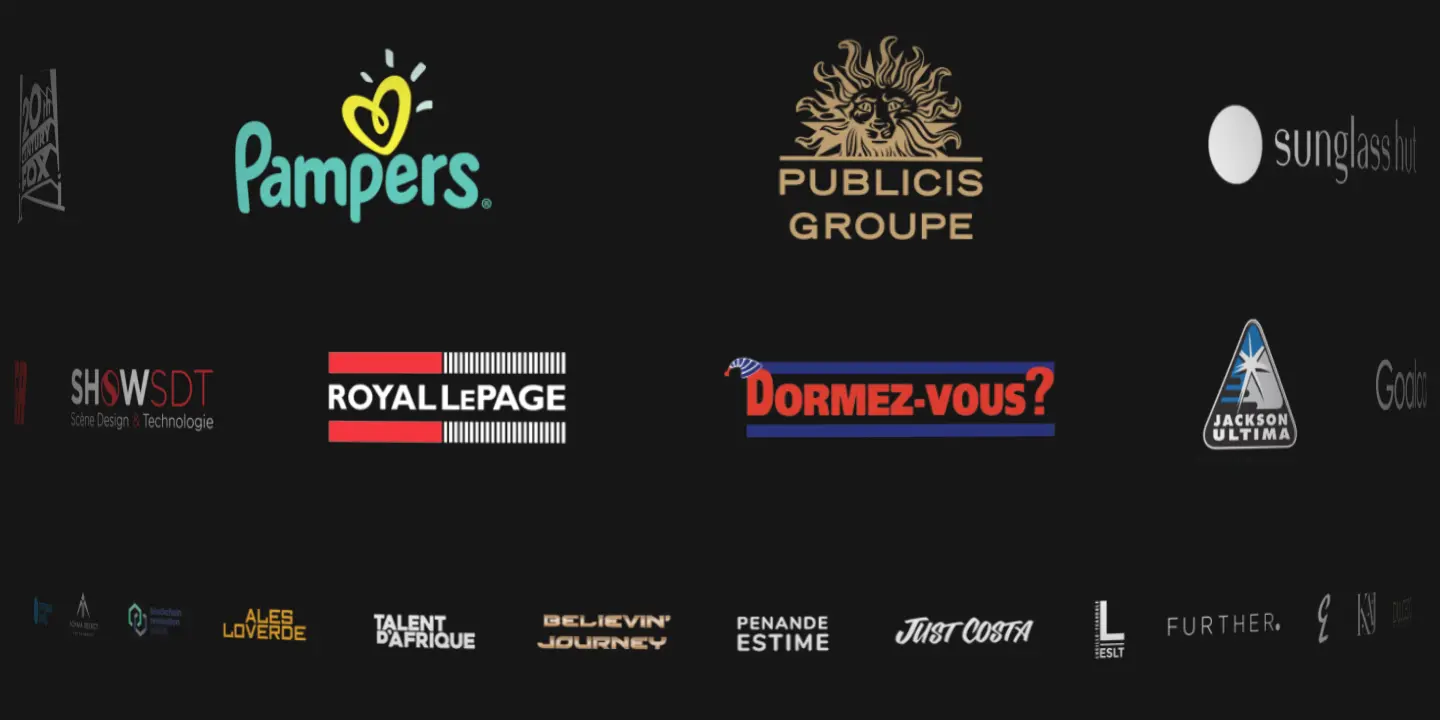 20th
CENTURY
FOX
Pampers®
PUBLICIS
GROUPE
sunglass hut
SHOWSDT
Scène Design & Technologie
ROYAL LEPAGE
DORMEZ-VOUS?
JACKSON
ULTIMA
ALES
LOVERDE
TALENT
D'AFRIQUE
BELIEVIN'
JOURNEY
PENANDE
ESTIME
JUST COSTA
L
ESLT
FURTHER.